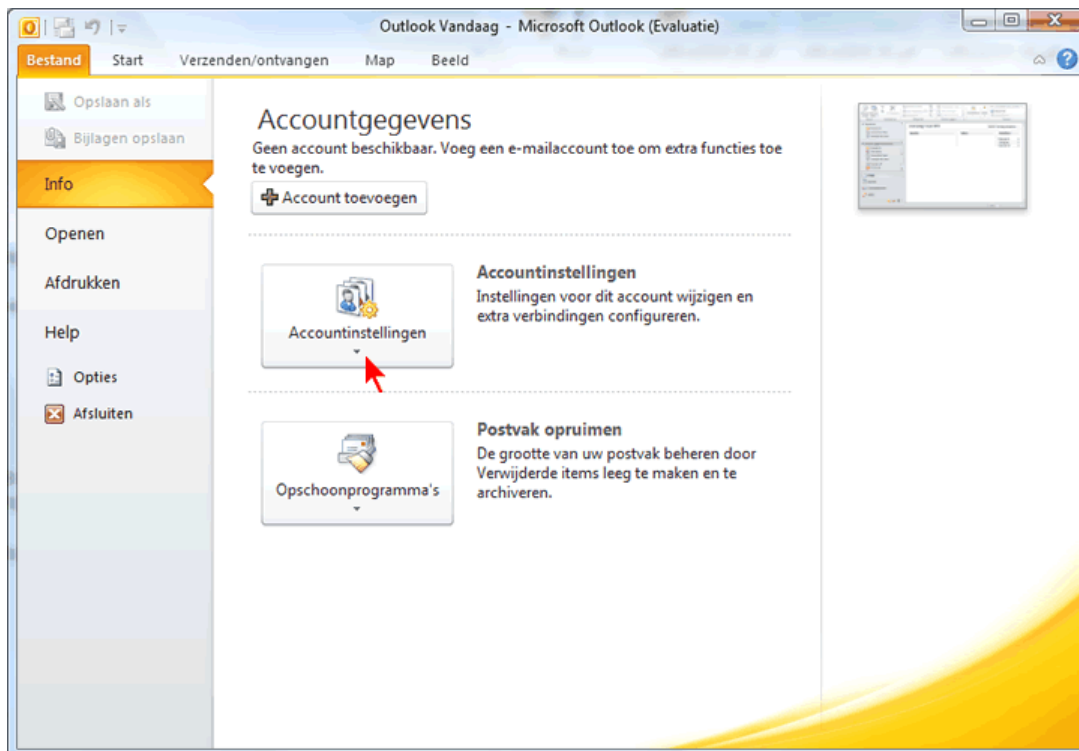 Outlook Vandaag - Microsoft Outlook (Evaluatie)
Bestand Start Verzenden/ontvangen Map Beeld
Opslaan als
Bijlagen opslaan
Info
Openen
Afdrukken
Help
Opties
Afsluiten
Accountgegevens
Geen account beschikbaar. Voeg een e-mailaccount toe om extra functies toe
te voegen.
Account toevoegen
Accountinstellingen
Accountinstellingen
Instellingen voor dit account wijzigen en
extra verbindingen configureren.
Opschoonprogramma's
Postvak opruimen
De grootte van uw postvak beheren door
Verwijderde items leeg te maken en te
archiveren.